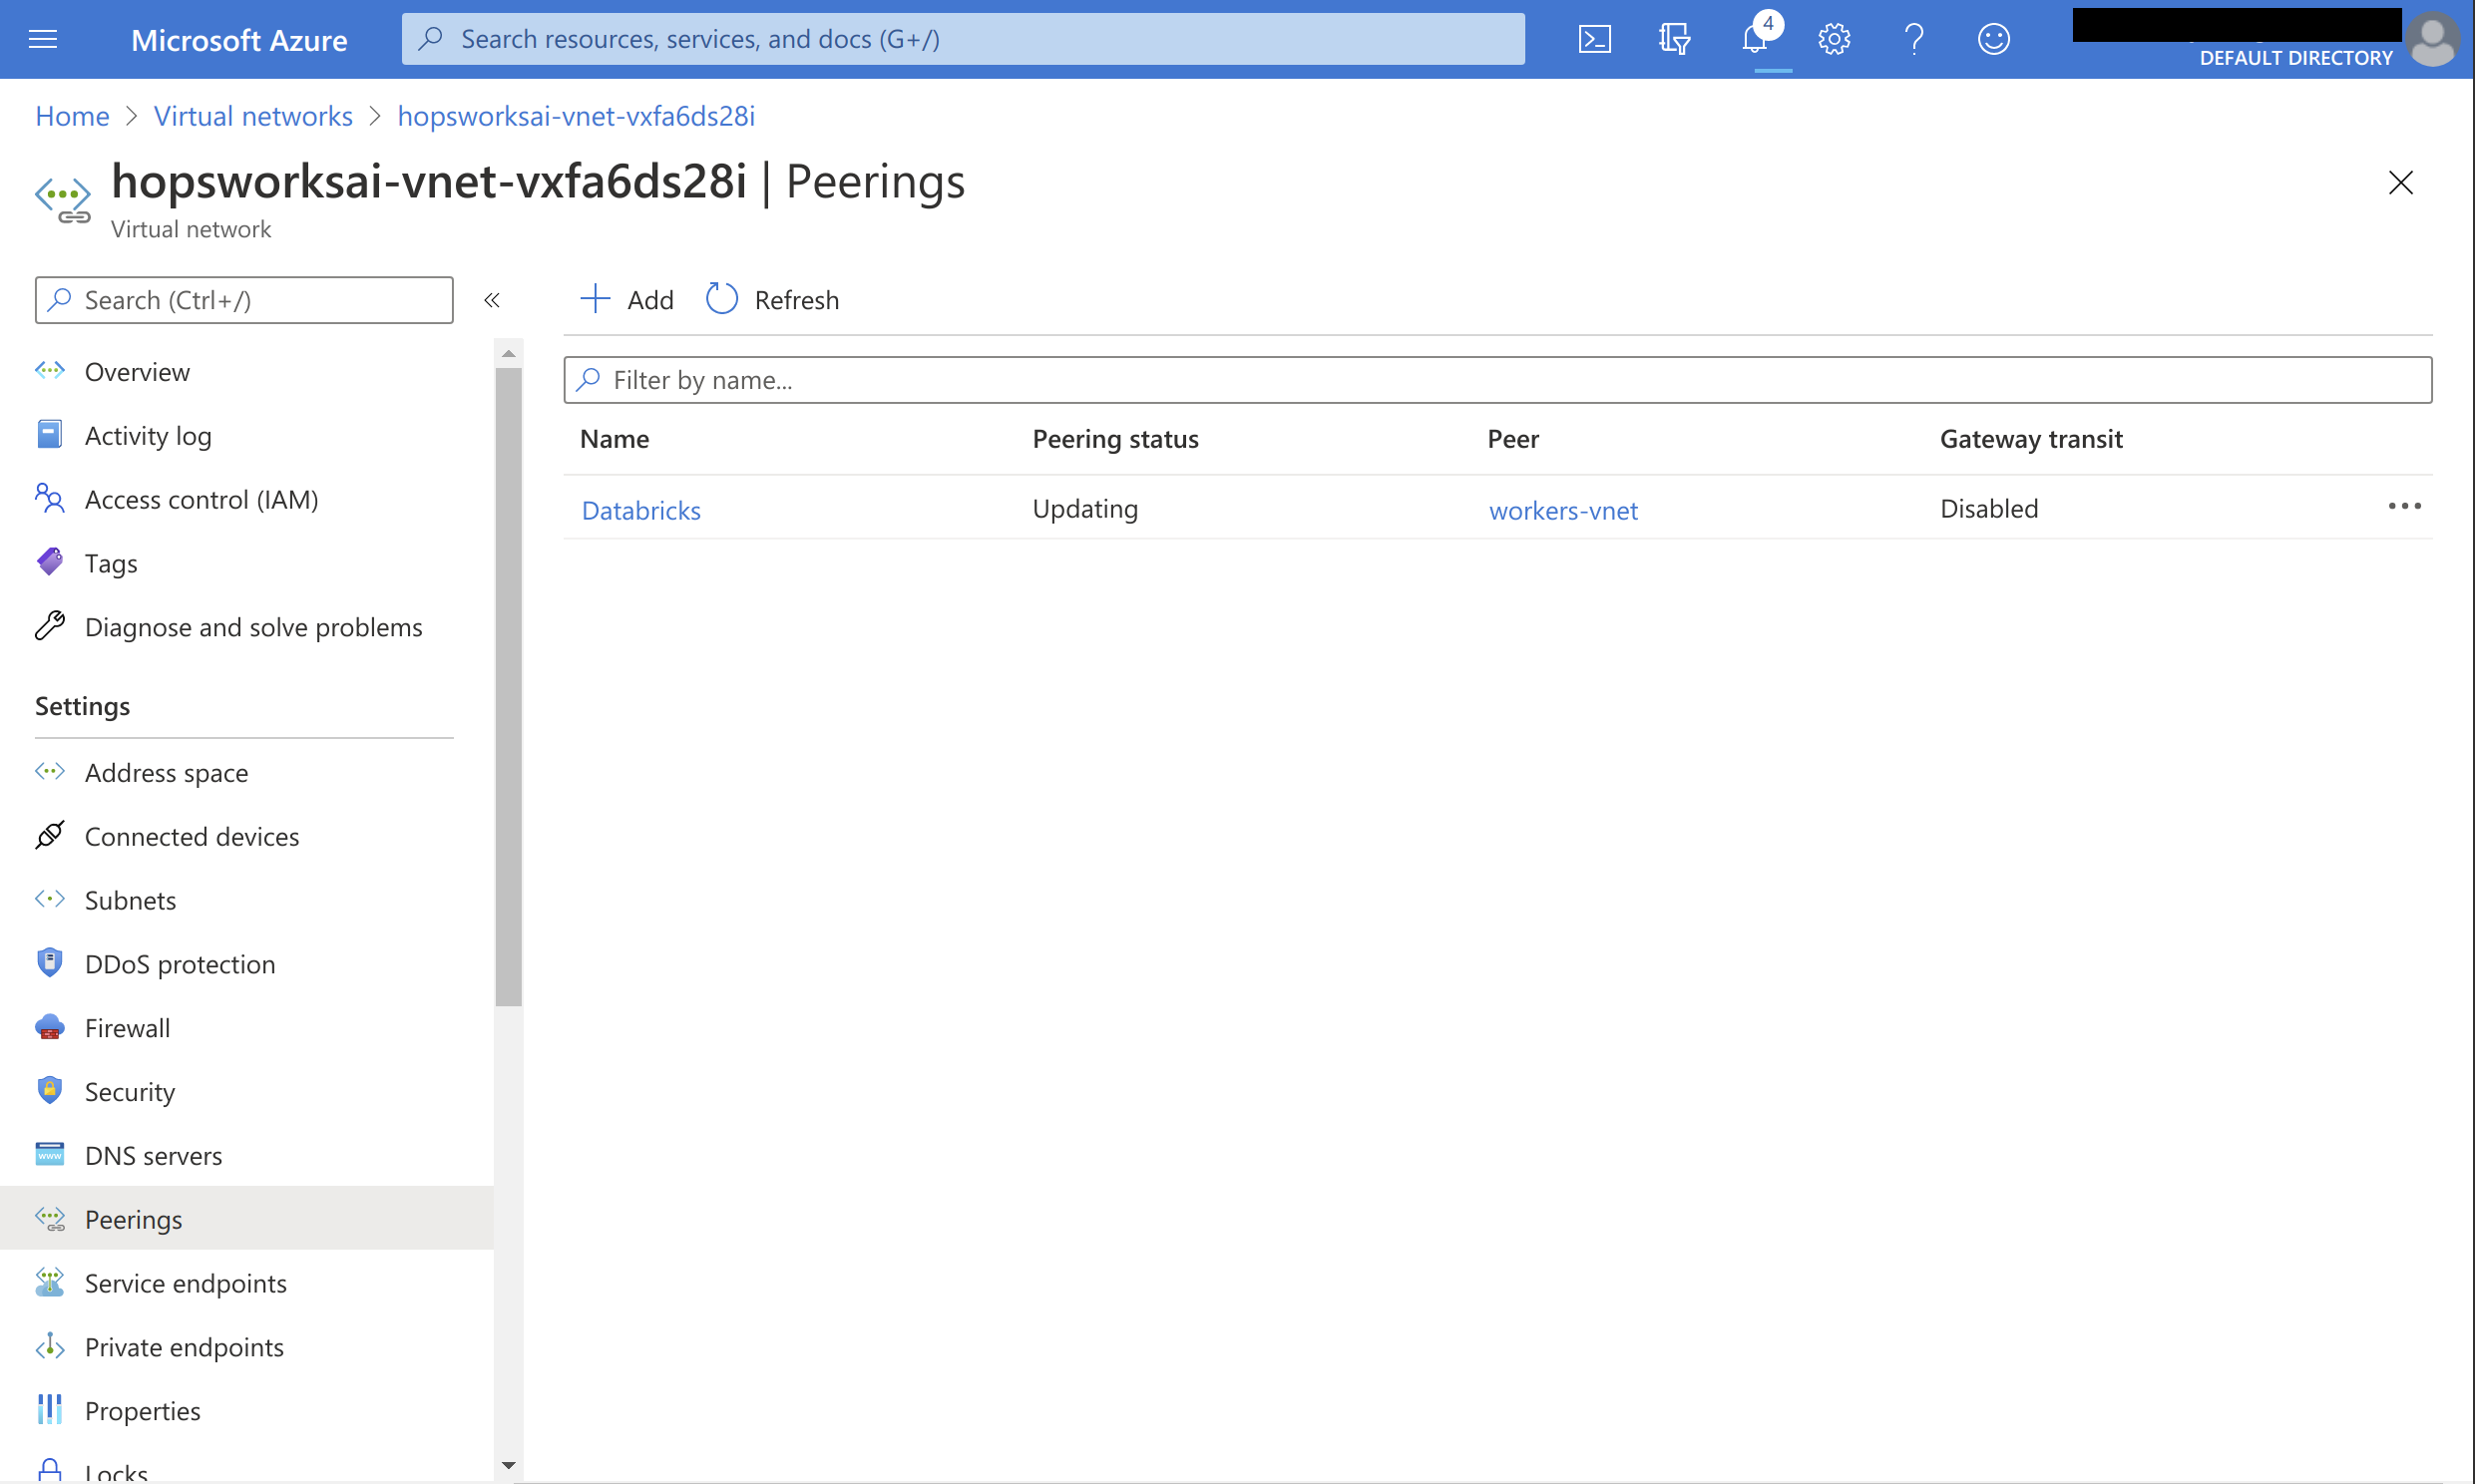 Microsoft Azure
Search resources, services, and docs (G+/)
4
DEFAULT DIRECTORY
Home > Virtual networks > hopsworksai-vnet-vxfa6ds28i
hopsworksai-vnet-vxfa6ds28i | Peerings
Virtual network
Search (Ctrl+/)
«
Add
Refresh
Filter by name...
Name Peering status Peer Gateway transit
Databricks Updating workers-vnet Disabled
Overview
Activity log
Access control (IAM)
Tags
Diagnose and solve problems
Settings
Address space
Connected devices
Subnets
DDoS protection
Firewall
Security
DNS servers
Peerings
Service endpoints
Private endpoints
Properties
Locks